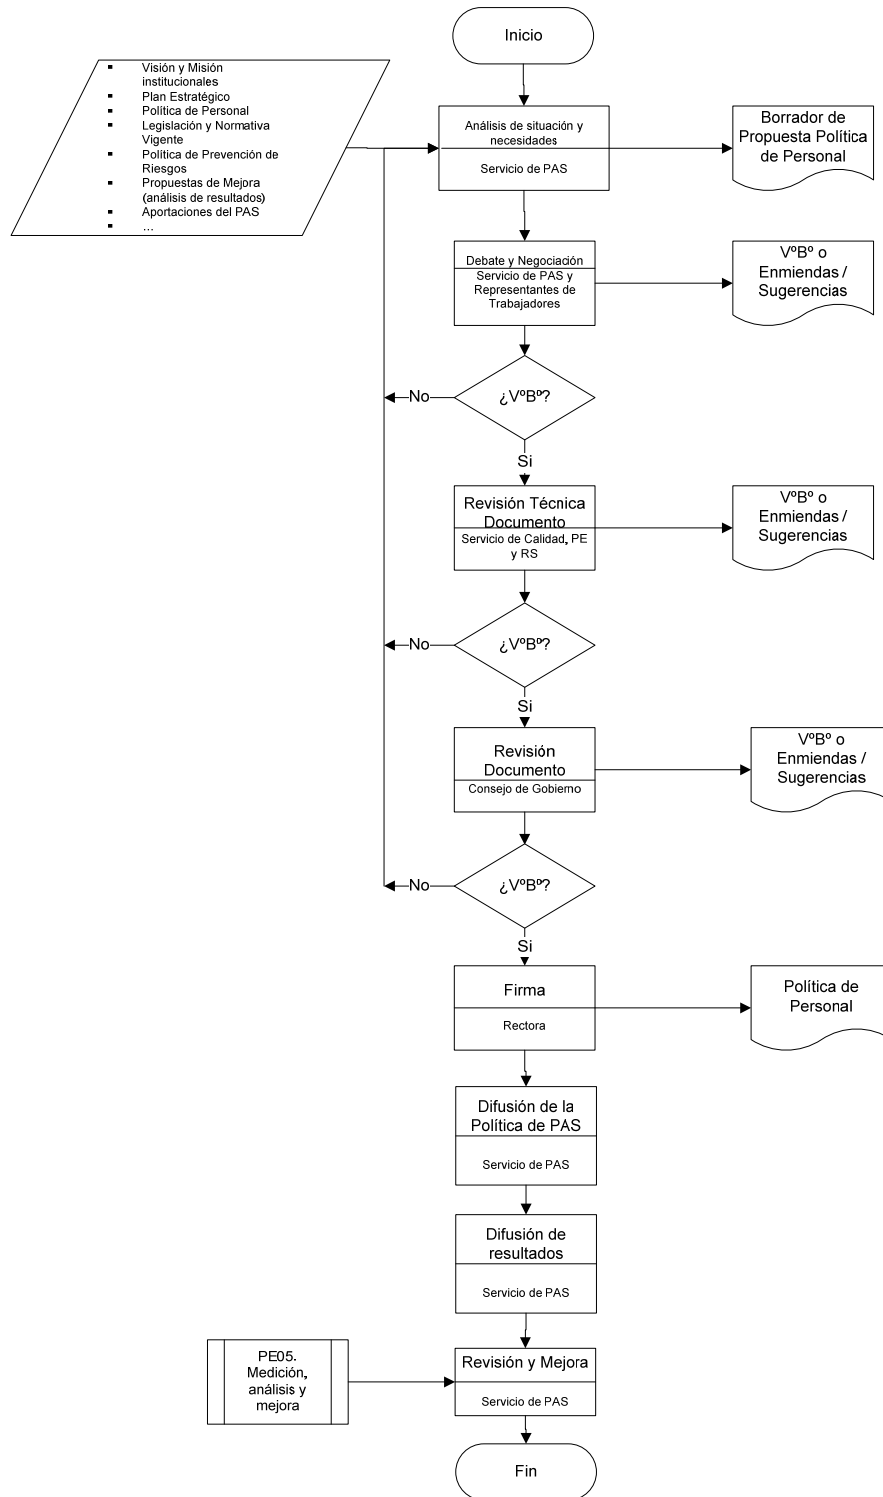 Inicio
Visión y Misión
institucionales
Plan Estratégico
Política de Personal
Legislación y Normativa
Vigente
Política de Prevención de
Riesgos
Propuestas de Mejora
(análisis de resultados)
Aportaciones del PAS
...
Análisis de situación y
necesidades
Servicio de PAS
Borrador de
Propuesta Política
de Personal
Debate y Negociación
Servicio de PAS y
Representantes de
Trabajadores
VºBº o
Enmiendas /
Sugerencias
¿VºBº?
No
Si
Revisión Técnica
Documento
Servicio de Calidad, PE
y RS
VºBº o
Enmiendas /
Sugerencias
¿VºBº?
No
Si
Revisión
Documento
Consejo de Gobierno
VºBº o
Enmiendas /
Sugerencias
¿VºBº?
No
Si
Firma
Rectora
Política de
Personal
Difusión de la
Política de PAS
Servicio de PAS
Difusión de
resultados
Servicio de PAS
PE05.
Medición,
análisis y
mejora
Revisión y Mejora
Servicio de PAS
Fin